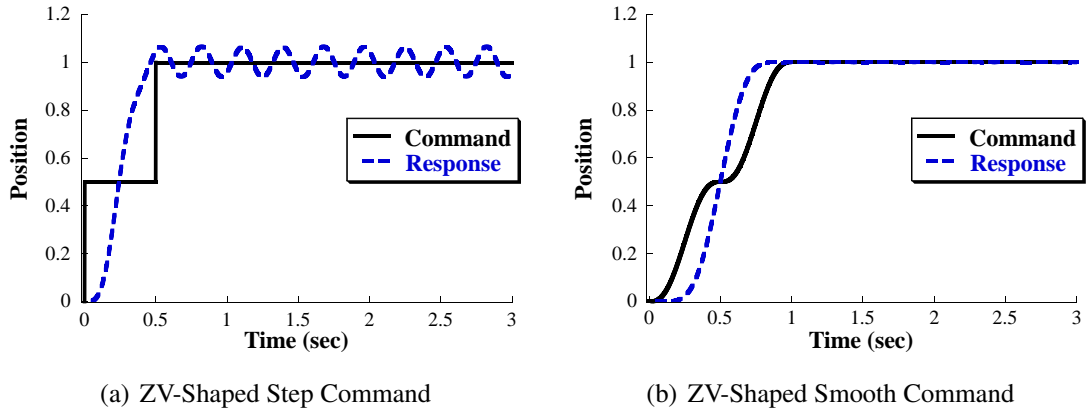 1.2
1
0.8
0.6
0.4
0.2
0
Position
Command
Response
0 0.5 1 1.5 2 2.5 3
Time (sec)
(a) ZV-Shaped Step Command
1.2
1
0.8
0.6
0.4
0.2
0
Position
Command
Response
0 0.5 1 1.5 2 2.5 3
Time (sec)
(b) ZV-Shaped Smooth Command